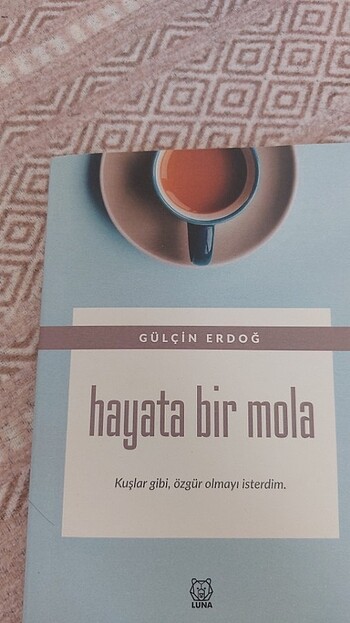 GÜLÇİN ERDOĞ
hayata bir mola
Kuşlar gibi, özgür olmayı isterdim.
LUNA